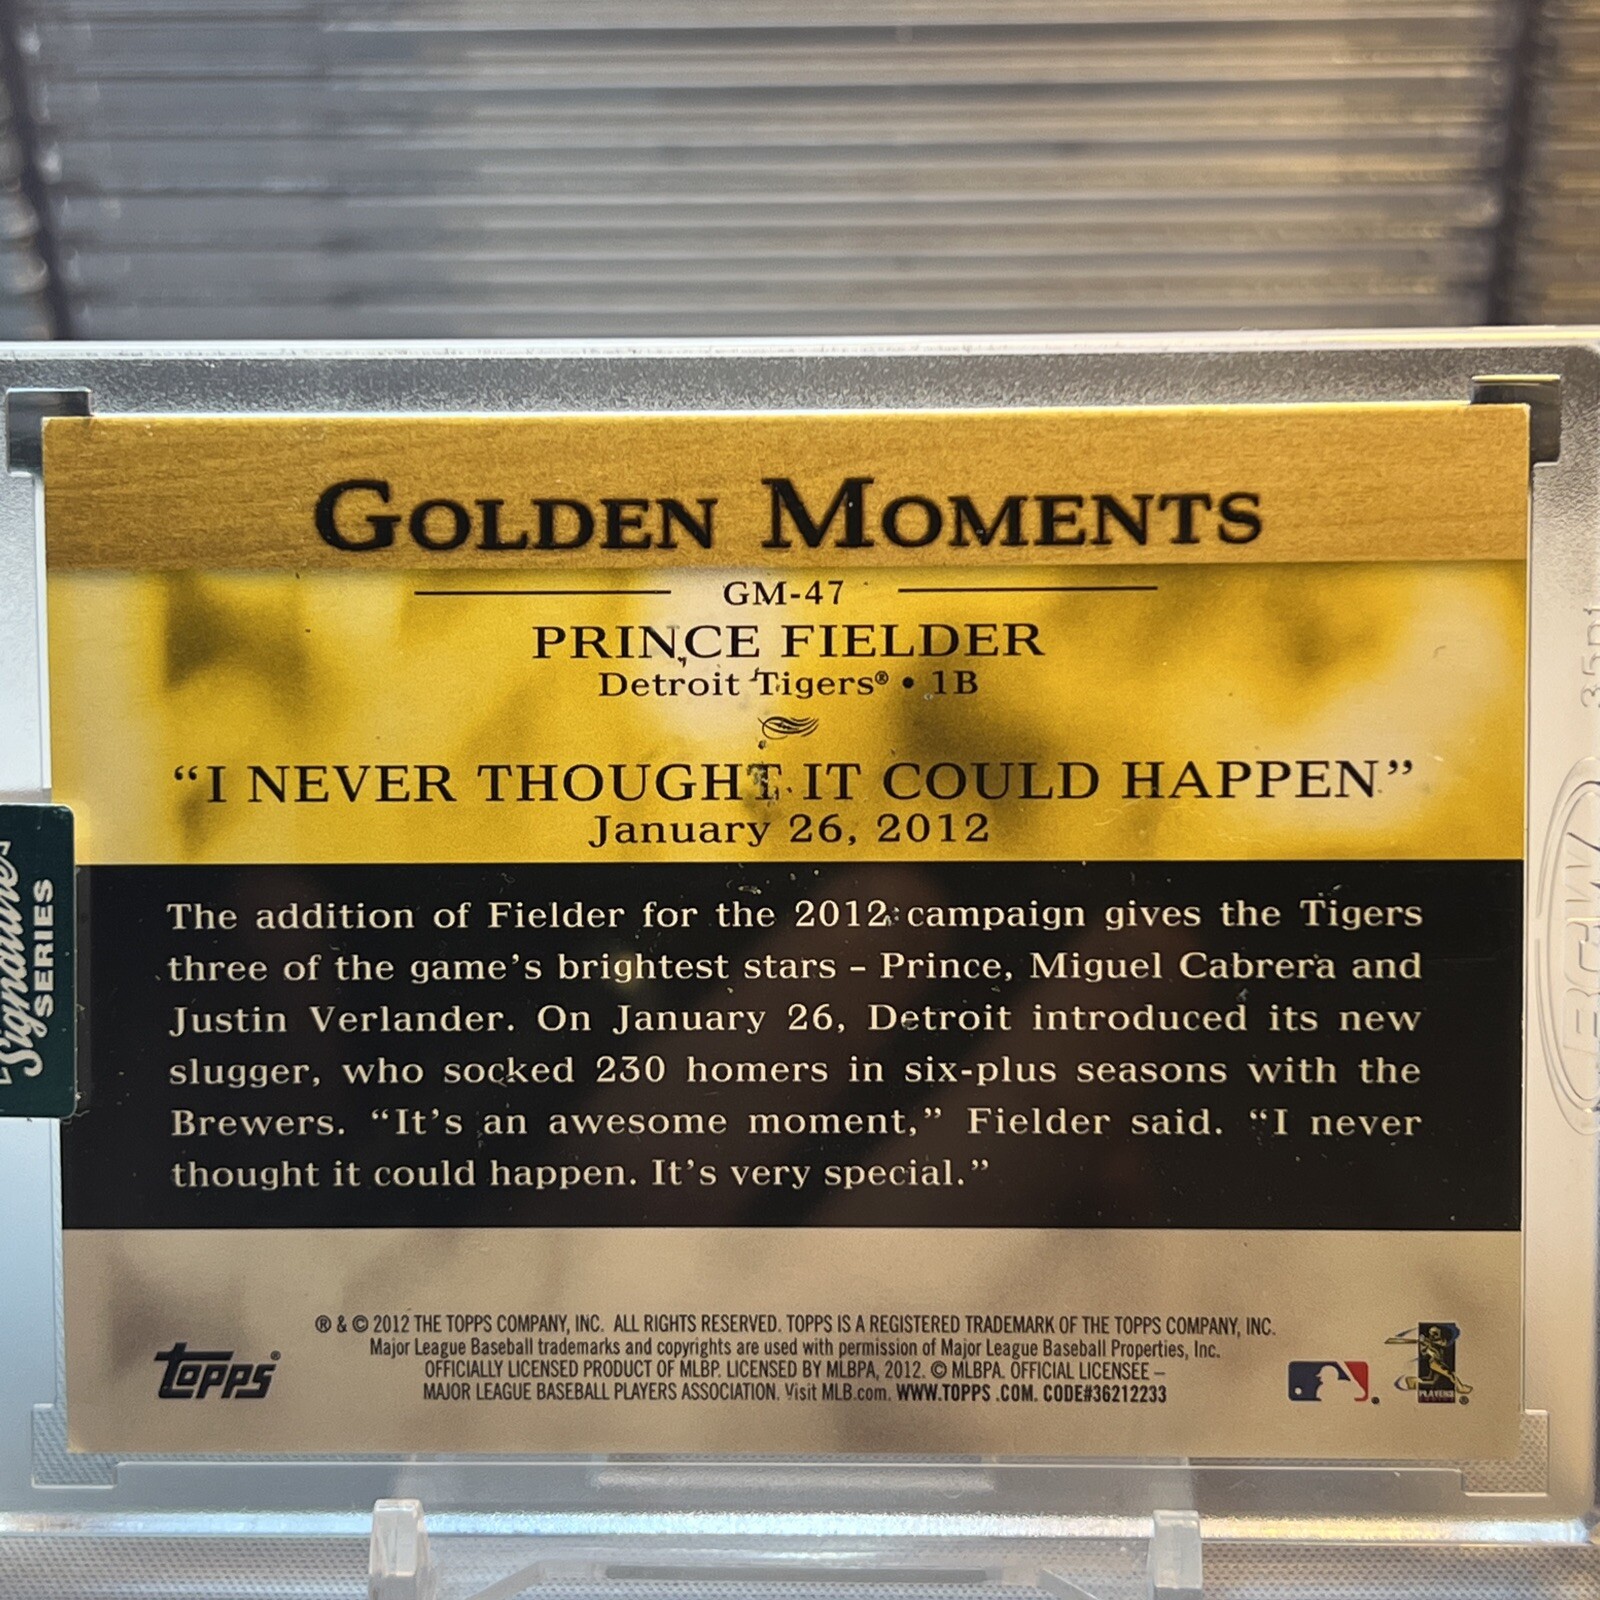 GOLDEN MOMENTS
GM-47
PRINCE FIELDER
Detroit Tigers® • 1B
“I NEVER THOUGHT IT COULD HAPPEN”
January 26, 2012
The addition of Fielder for the 2012 campaign gives the Tigers
three of the game’s brightest stars – Prince, Miguel Cabrera and
Justin Verlander. On January 26, Detroit introduced its new
slugger, who socked 230 homers in six-plus seasons with the
Brewers. “It’s an awesome moment,” Fielder said. “I never
thought it could happen. It’s very special.”
® & © 2012 THE TOPPS COMPANY, INC. ALL RIGHTS RESERVED. TOPPS IS A REGISTERED TRADEMARK OF THE TOPPS COMPANY, INC.
Major League Baseball trademarks and copyrights are used with permission of Major League Baseball Properties, Inc.
OFFICIALLY LICENSED PRODUCT OF MLBP. LICENSED BY MLBPA, 2012. © MLBPA. OFFICIAL LICENSEE –
MAJOR LEAGUE BASEBALL PLAYERS ASSOCIATION. Visit MLB.com. WWW.TOPPS .COM. CODE#36212233
topps®
PLAYERS
Signature
SERIES